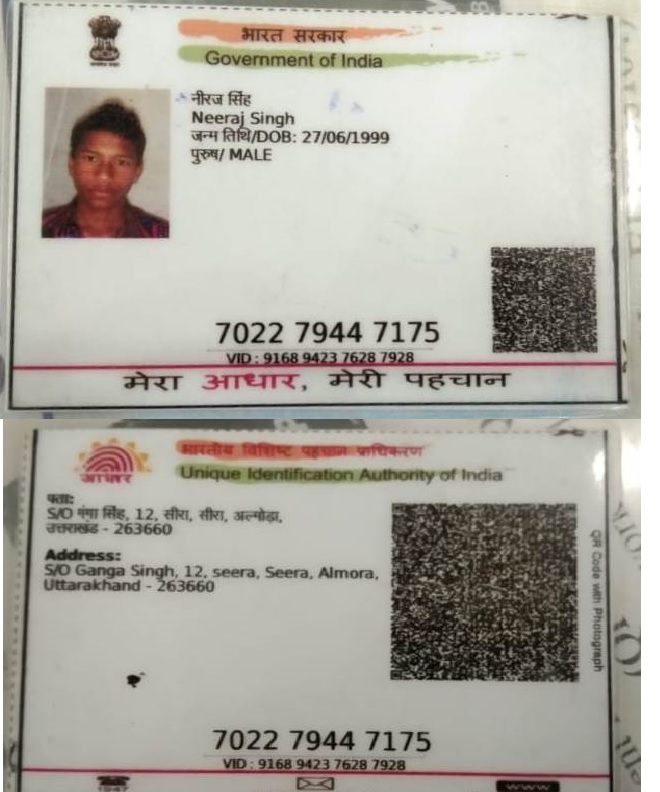 भारत सरकार
Government of India
नीरज सिंह
Neeraj Singh
जन्म तिथि/DOB: 27/06/1999
पुरुष/ MALE
7022 7944 7175
VID : 9168 9423 7628 7928
मेरा आधार, मेरी पहचान
भारतीय विशिष्ट पहचान प्राधिकरण
आधार
Unique Identification Authority of India
पता:
S/O गंगा सिंह, 12, सीरा, सीरा, अल्मोड़ा,
उत्तराखंड - 263660
Address:
S/O Ganga Singh, 12, seera, Seera, Almora,
Uttarakhand - 263660
QR Code with Photograph
7022 7944 7175
VID : 9168 9423 7628 7928
1947
www